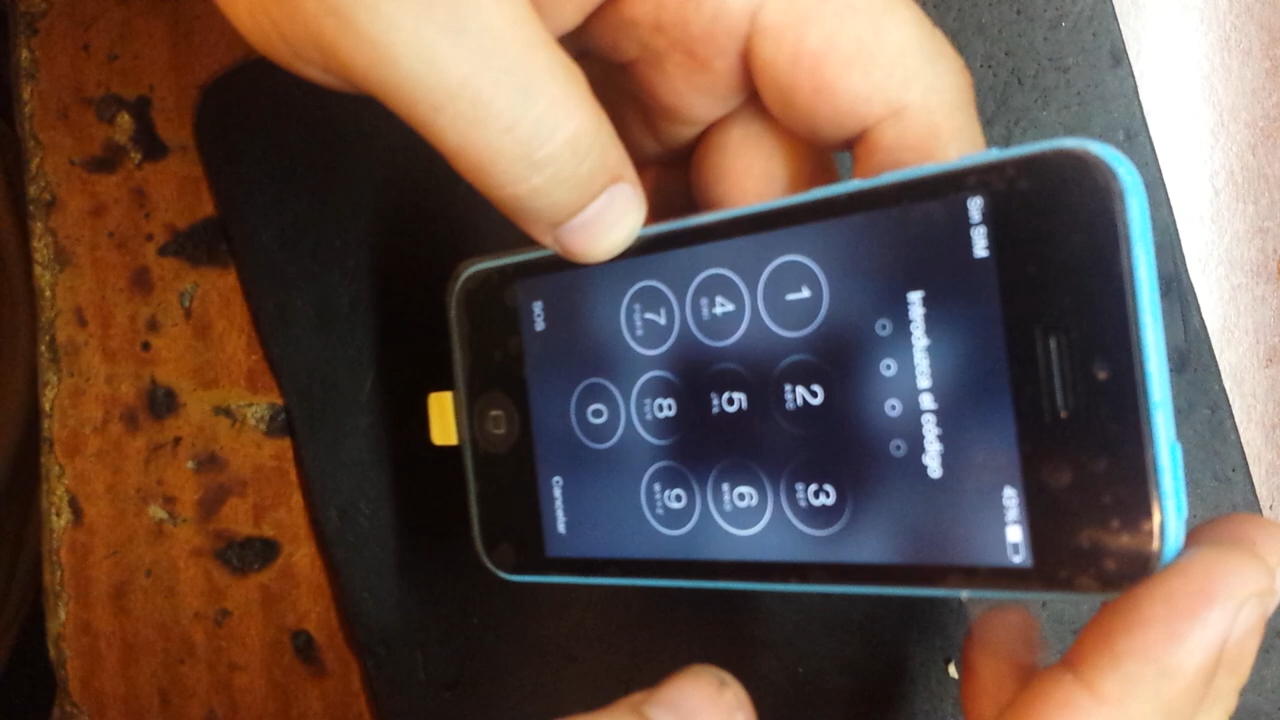 Sin SIM 43%
Introduzca el código
1 2 ABC 3 DEF
4 GHI 5 JKL 6 MNO
7 PQRS 8 TUV 9 WXYZ
0
SOS Cancelar